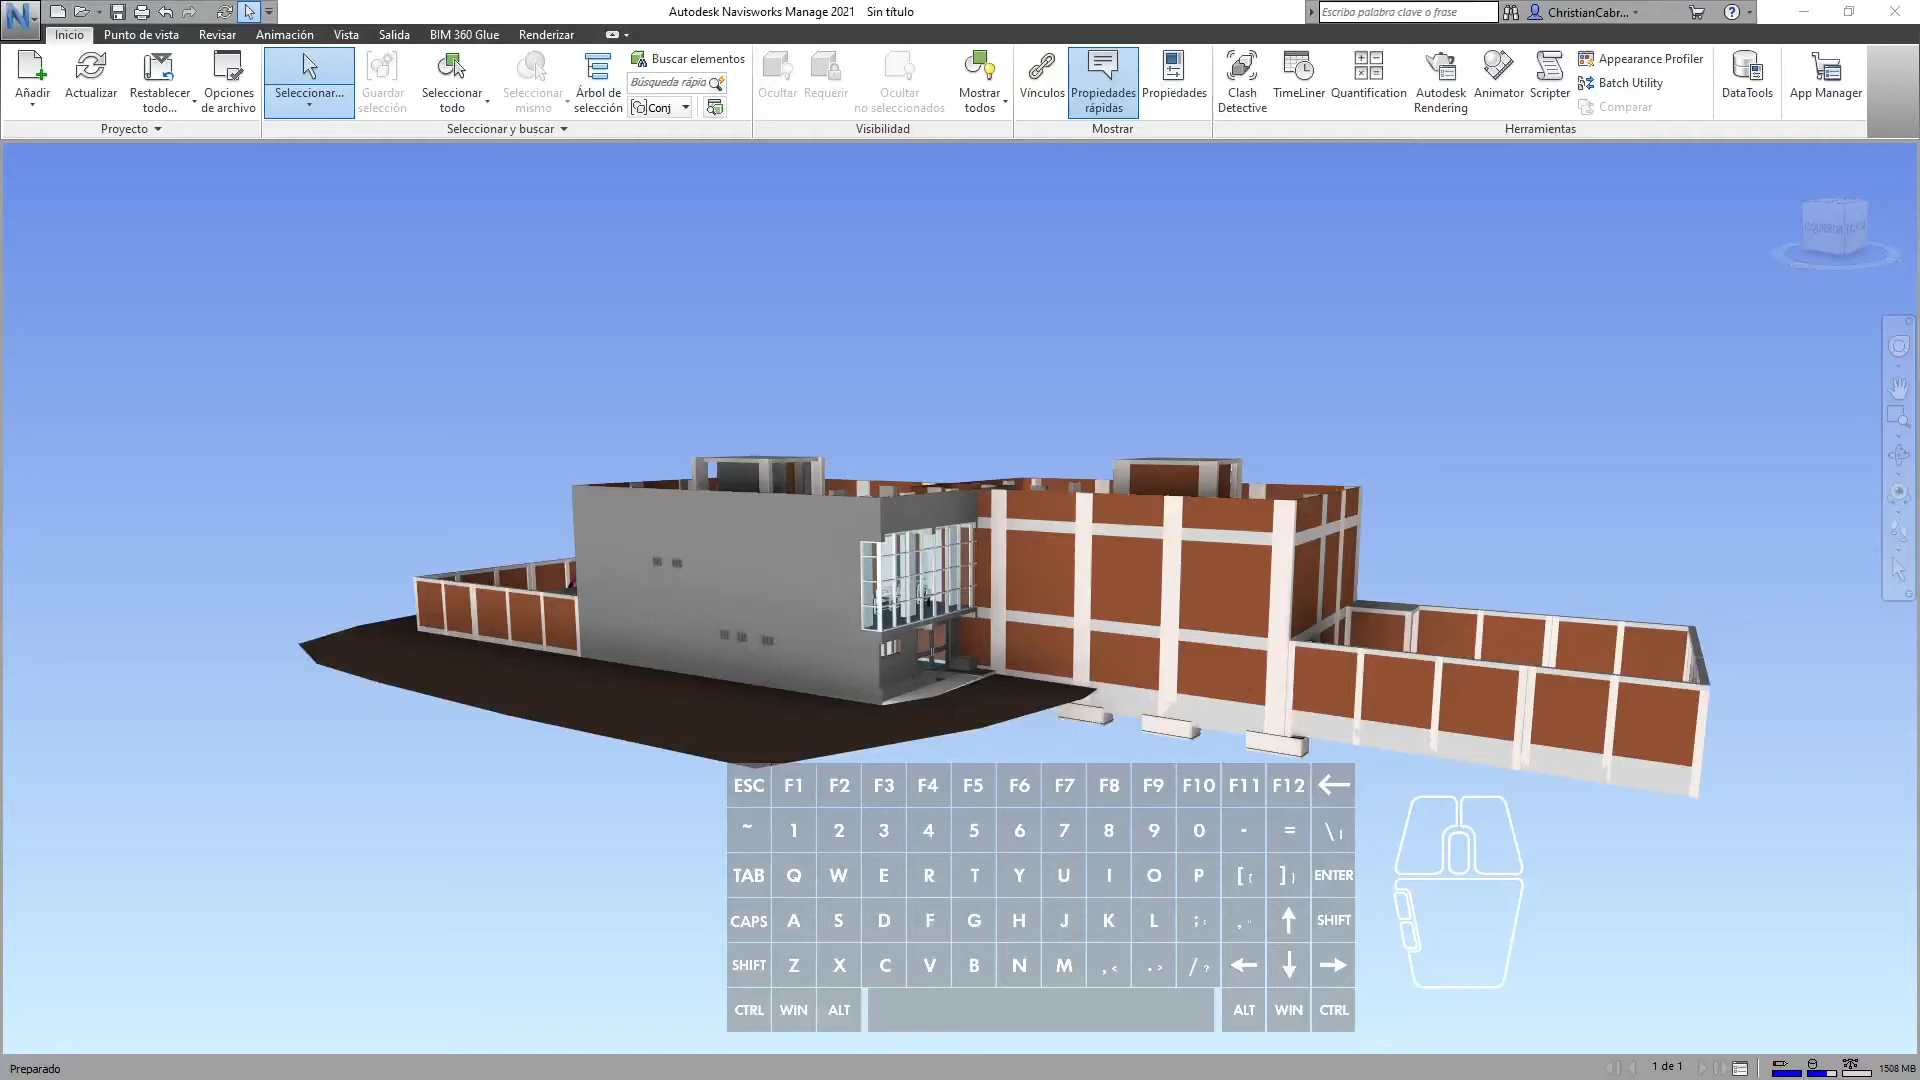 Autodesk Navisworks Manage 2021 Sin título
Escriba palabra clave o frase
ChristianCabr...
Inicio Punto de vista Revisar Animación Vista Salida BIM 360 Glue Renderizar
Añadir
Actualizar
Restablecer todo...
Opciones de archivo
Seleccionar...
Guardar selección
Seleccionar todo
Seleccionar mismo
Árbol de selección
Buscar elementos
Búsqueda rápid
Conj
Ocultar
Requerir
Ocultar no seleccionados
Mostrar todos
Vínculos
Propiedades rápidas
Propiedades
Clash Detective
TimeLiner
Quantification
Autodesk Rendering
Animator
Scripter
Appearance Profiler
Batch Utility
Comparar
DataTools
App Manager
Proyecto
Seleccionar y buscar
Visibilidad
Mostrar
Herramientas
ESC F1 F2 F3 F4 F5 F6 F7 F8 F9 F10 F11 F12 ←
~ 1 2 3 4 5 6 7 8 9 0 - = \ |
TAB Q W E R T Y U I O P [ { ] } ENTER
CAPS A S D F G H J K L ; : , " ↑ SHIFT
SHIFT Z X C V B N M , < . > / ? ← ↓ →
CTRL WIN ALT ALT WIN CTRL
Preparado
1 de 1
1508 MB